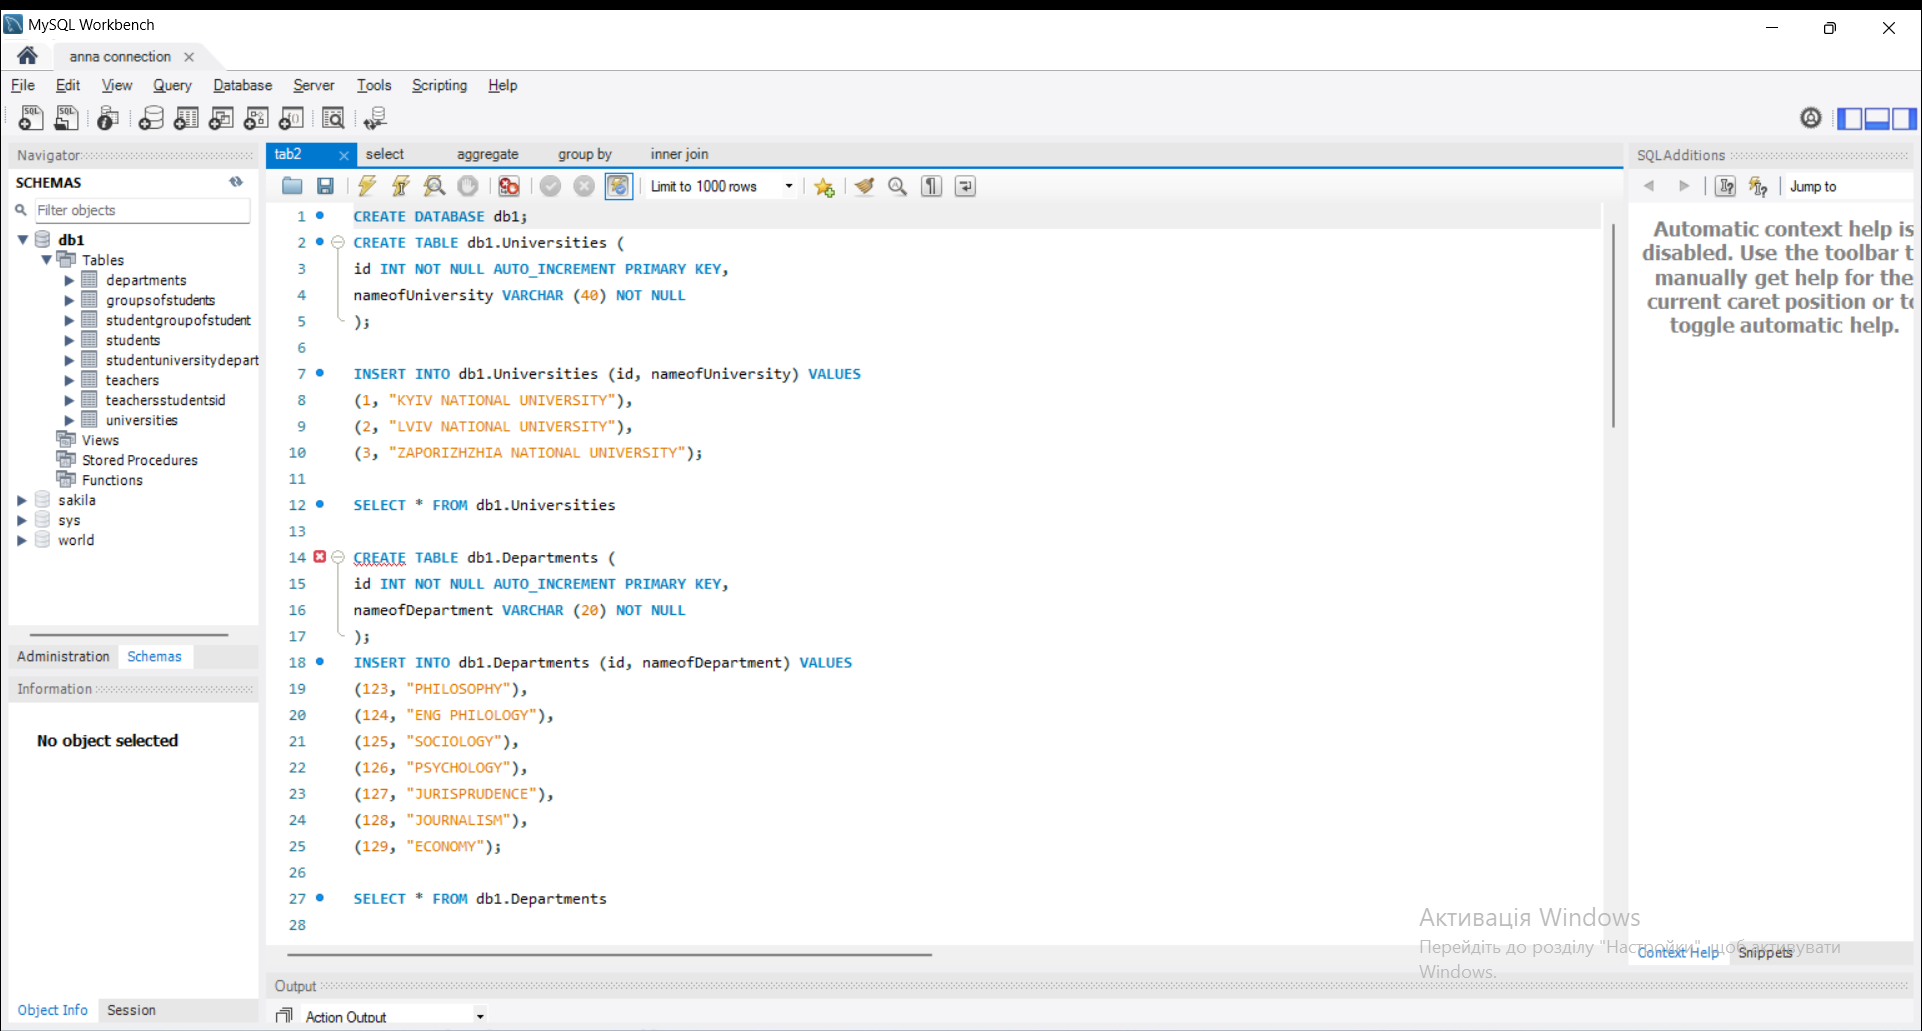 MySQL Workbench
anna connection
File Edit View Query Database Server Tools Scripting Help
Navigator
SCHEMAS
Filter objects
db1
Tables
departments
groupsofstudents
studentgroupofstudent
students
studentuniversitydepart
teachers
teachersstudentsid
universities
Views
Stored Procedures
Functions
sakila
sys
world
Administration Schemas
Information
No object selected
Object Info Session
tab2 select aggregate group by inner join
Limit to 1000 rows
1 CREATE DATABASE db1;
2 CREATE TABLE db1.Universities (
3 id INT NOT NULL AUTO_INCREMENT PRIMARY KEY,
4 nameofUniversity VARCHAR (40) NOT NULL
5 );
6
7 INSERT INTO db1.Universities (id, nameofUniversity) VALUES
8 (1, "KYIV NATIONAL UNIVERSITY"),
9 (2, "LVIV NATIONAL UNIVERSITY"),
10 (3, "ZAPORIZHZHIA NATIONAL UNIVERSITY");
11
12 SELECT * FROM db1.Universities
13
14 CREATE TABLE db1.Departments (
15 id INT NOT NULL AUTO_INCREMENT PRIMARY KEY,
16 nameofDepartment VARCHAR (20) NOT NULL
17 );
18 INSERT INTO db1.Departments (id, nameofDepartment) VALUES
19 (123, "PHILOSOPHY"),
20 (124, "ENG PHILOLOGY"),
21 (125, "SOCIOLOGY"),
22 (126, "PSYCHOLOGY"),
23 (127, "JURISPRUDENCE"),
24 (128, "JOURNALISM"),
25 (129, "ECONOMY");
26
27 SELECT * FROM db1.Departments
28
Output
Action Output
SQLAdditions
Jump to
Automatic context help is
disabled. Use the toolbar t
manually get help for the
current caret position or to
toggle automatic help.
Context Help Snippets
Активація Windows
Перейдіть до розділу "Настройки", щоб активувати
Windows.